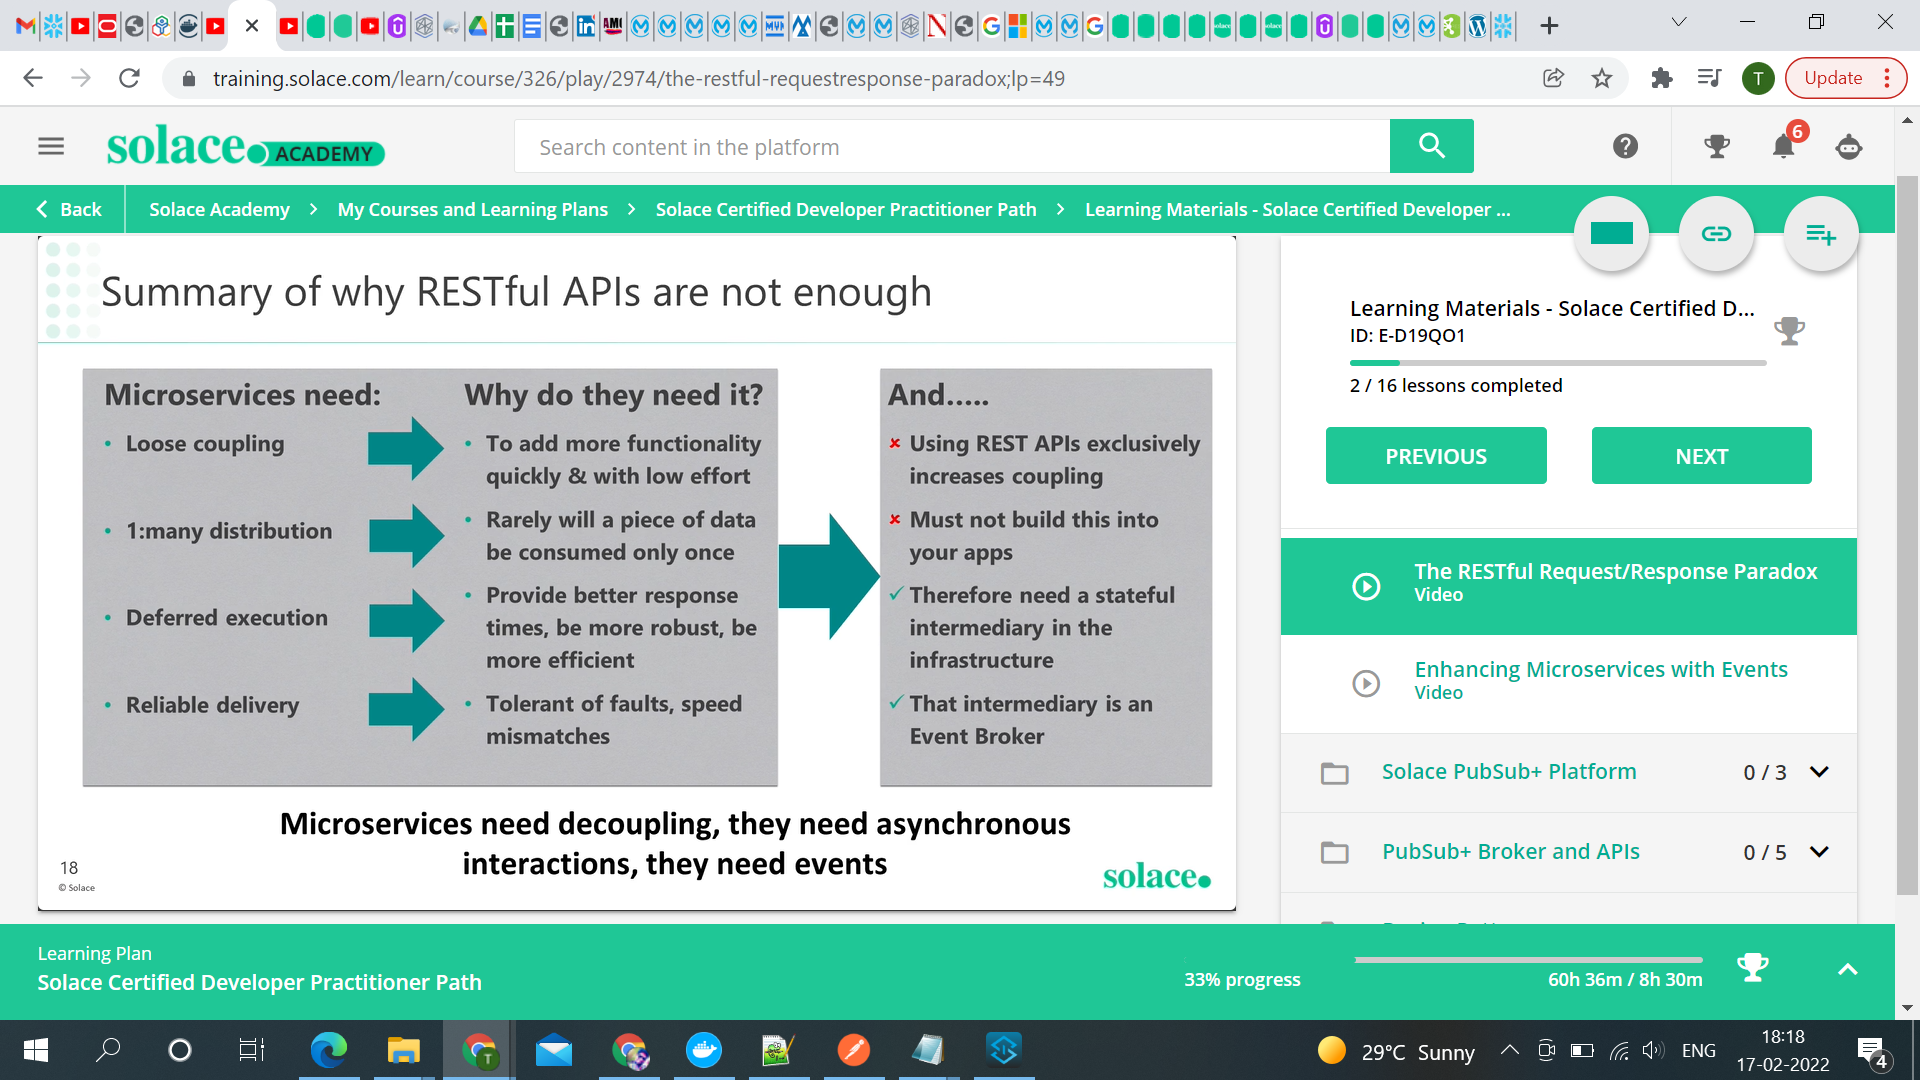 training.solace.com/learn/course/326/play/2974/the-restful-requestresponse-paradox;lp=49
T
Update
solace. ACADEMY
Search content in the platform
6
Back
Solace Academy > My Courses and Learning Plans > Solace Certified Developer Practitioner Path > Learning Materials - Solace Certified Developer ...
Summary of why RESTful APIs are not enough
Microservices need:
• Loose coupling
• 1:many distribution
• Deferred execution
• Reliable delivery
Why do they need it?
• To add more functionality
quickly & with low effort
• Rarely will a piece of data
be consumed only once
• Provide better response
times, be more robust, be
more efficient
• Tolerant of faults, speed
mismatches
And…..
× Using REST APIs exclusively
increases coupling
× Must not build this into
your apps
✓ Therefore need a stateful
intermediary in the
infrastructure
✓ That intermediary is an
Event Broker
Microservices need decoupling, they need asynchronous
interactions, they need events
18
© Solace
solace.
Learning Materials - Solace Certified D...
ID: E-D19QO1
2 / 16 lessons completed
PREVIOUS
NEXT
The RESTful Request/Response Paradox
Video
Enhancing Microservices with Events
Video
Solace PubSub+ Platform 0 / 3
PubSub+ Broker and APIs 0 / 5
Learning Plan
Solace Certified Developer Practitioner Path
33% progress
60h 36m / 8h 30m
29°C Sunny
ENG
18:18
17-02-2022
4